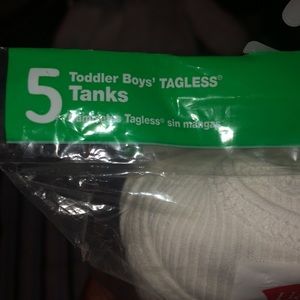 5 Toddler Boys' TAGLESS®
Tanks
Tagless® sin mangas